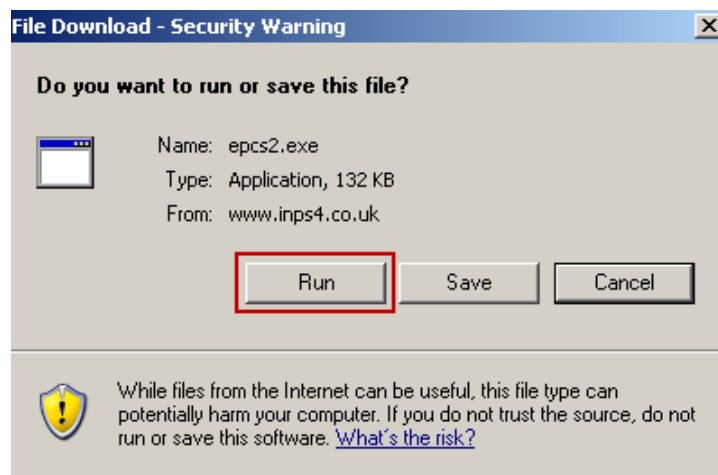 File Download - Security Warning
Do you want to run or save this file?
Name: epcs2.exe
Type: Application, 132 KB
From: www.inps4.co.uk
Run Save Cancel
While files from the Internet can be useful, this file type can
potentially harm your computer. If you do not trust the source, do not
run or save this software. What's the risk?